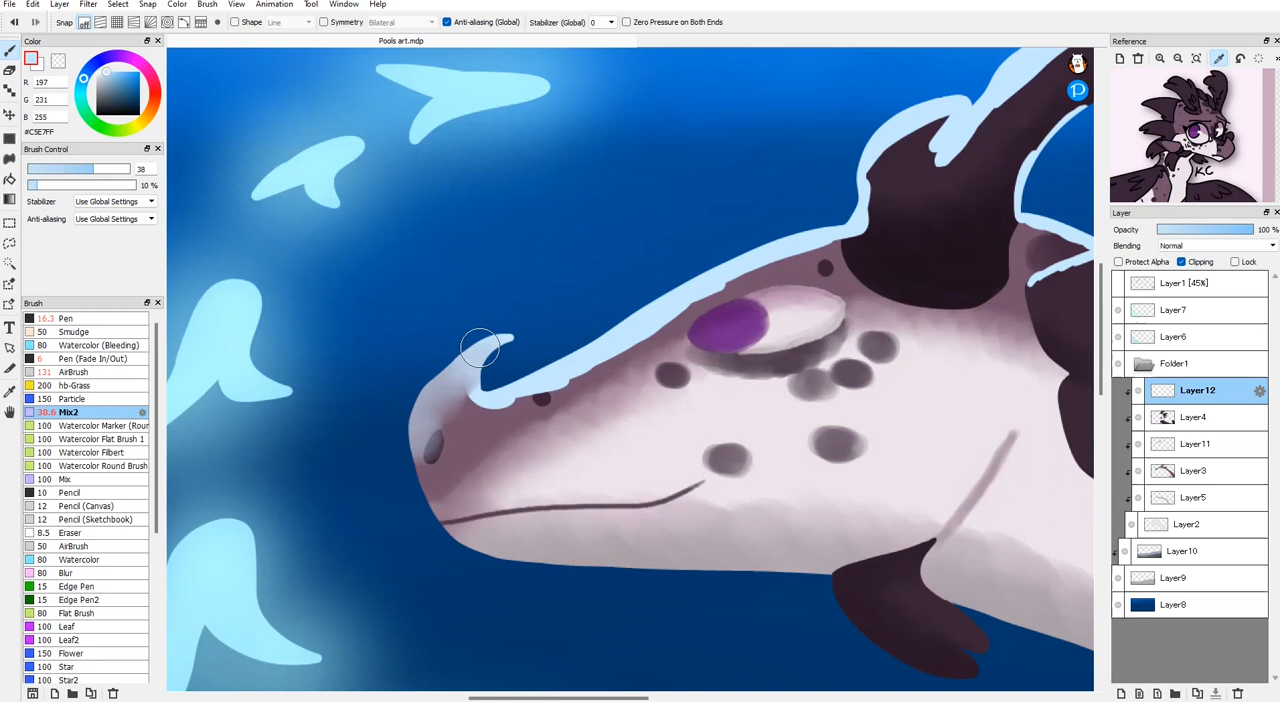 File Edit Layer Filter Select Snap Color Brush View Animation Tool Window Help
Snap off Shape Line Symmetry Bilateral Anti-aliasing (Global) Stabilizer (Global) 0 Zero Pressure on Both Ends
Pools art.mdp
Color
R 197
G 231
B 255
#C5E7FF
Brush Control
38
10 %
Stabilizer Use Global Settings
Anti-aliasing Use Global Settings
Brush
16.3 Pen
50 Smudge
80 Watercolor (Bleeding)
6 Pen (Fade In/Out)
131 AirBrush
200 hb-Grass
150 Particle
38.6 Mix2
100 Watercolor Marker (Roun
100 Watercolor Flat Brush 1
100 Watercolor Filbert
100 Watercolor Round Brush
100 Mix
10 Pencil
12 Pencil (Canvas)
12 Pencil (Sketchbook)
8.5 Eraser
50 AirBrush
80 Watercolor
80 Blur
15 Edge Pen
15 Edge Pen2
80 Flat Brush
100 Leaf
100 Leaf2
150 Flower
100 Star
100 Star2
P
Reference
KC
Layer
Opacity 100 %
Blending Normal
Protect Alpha Clipping Lock
Layer1 [45%]
Layer7
Layer6
Folder1
Layer12
Layer4
Layer11
Layer3
Layer5
Layer2
Layer10
Layer9
Layer8